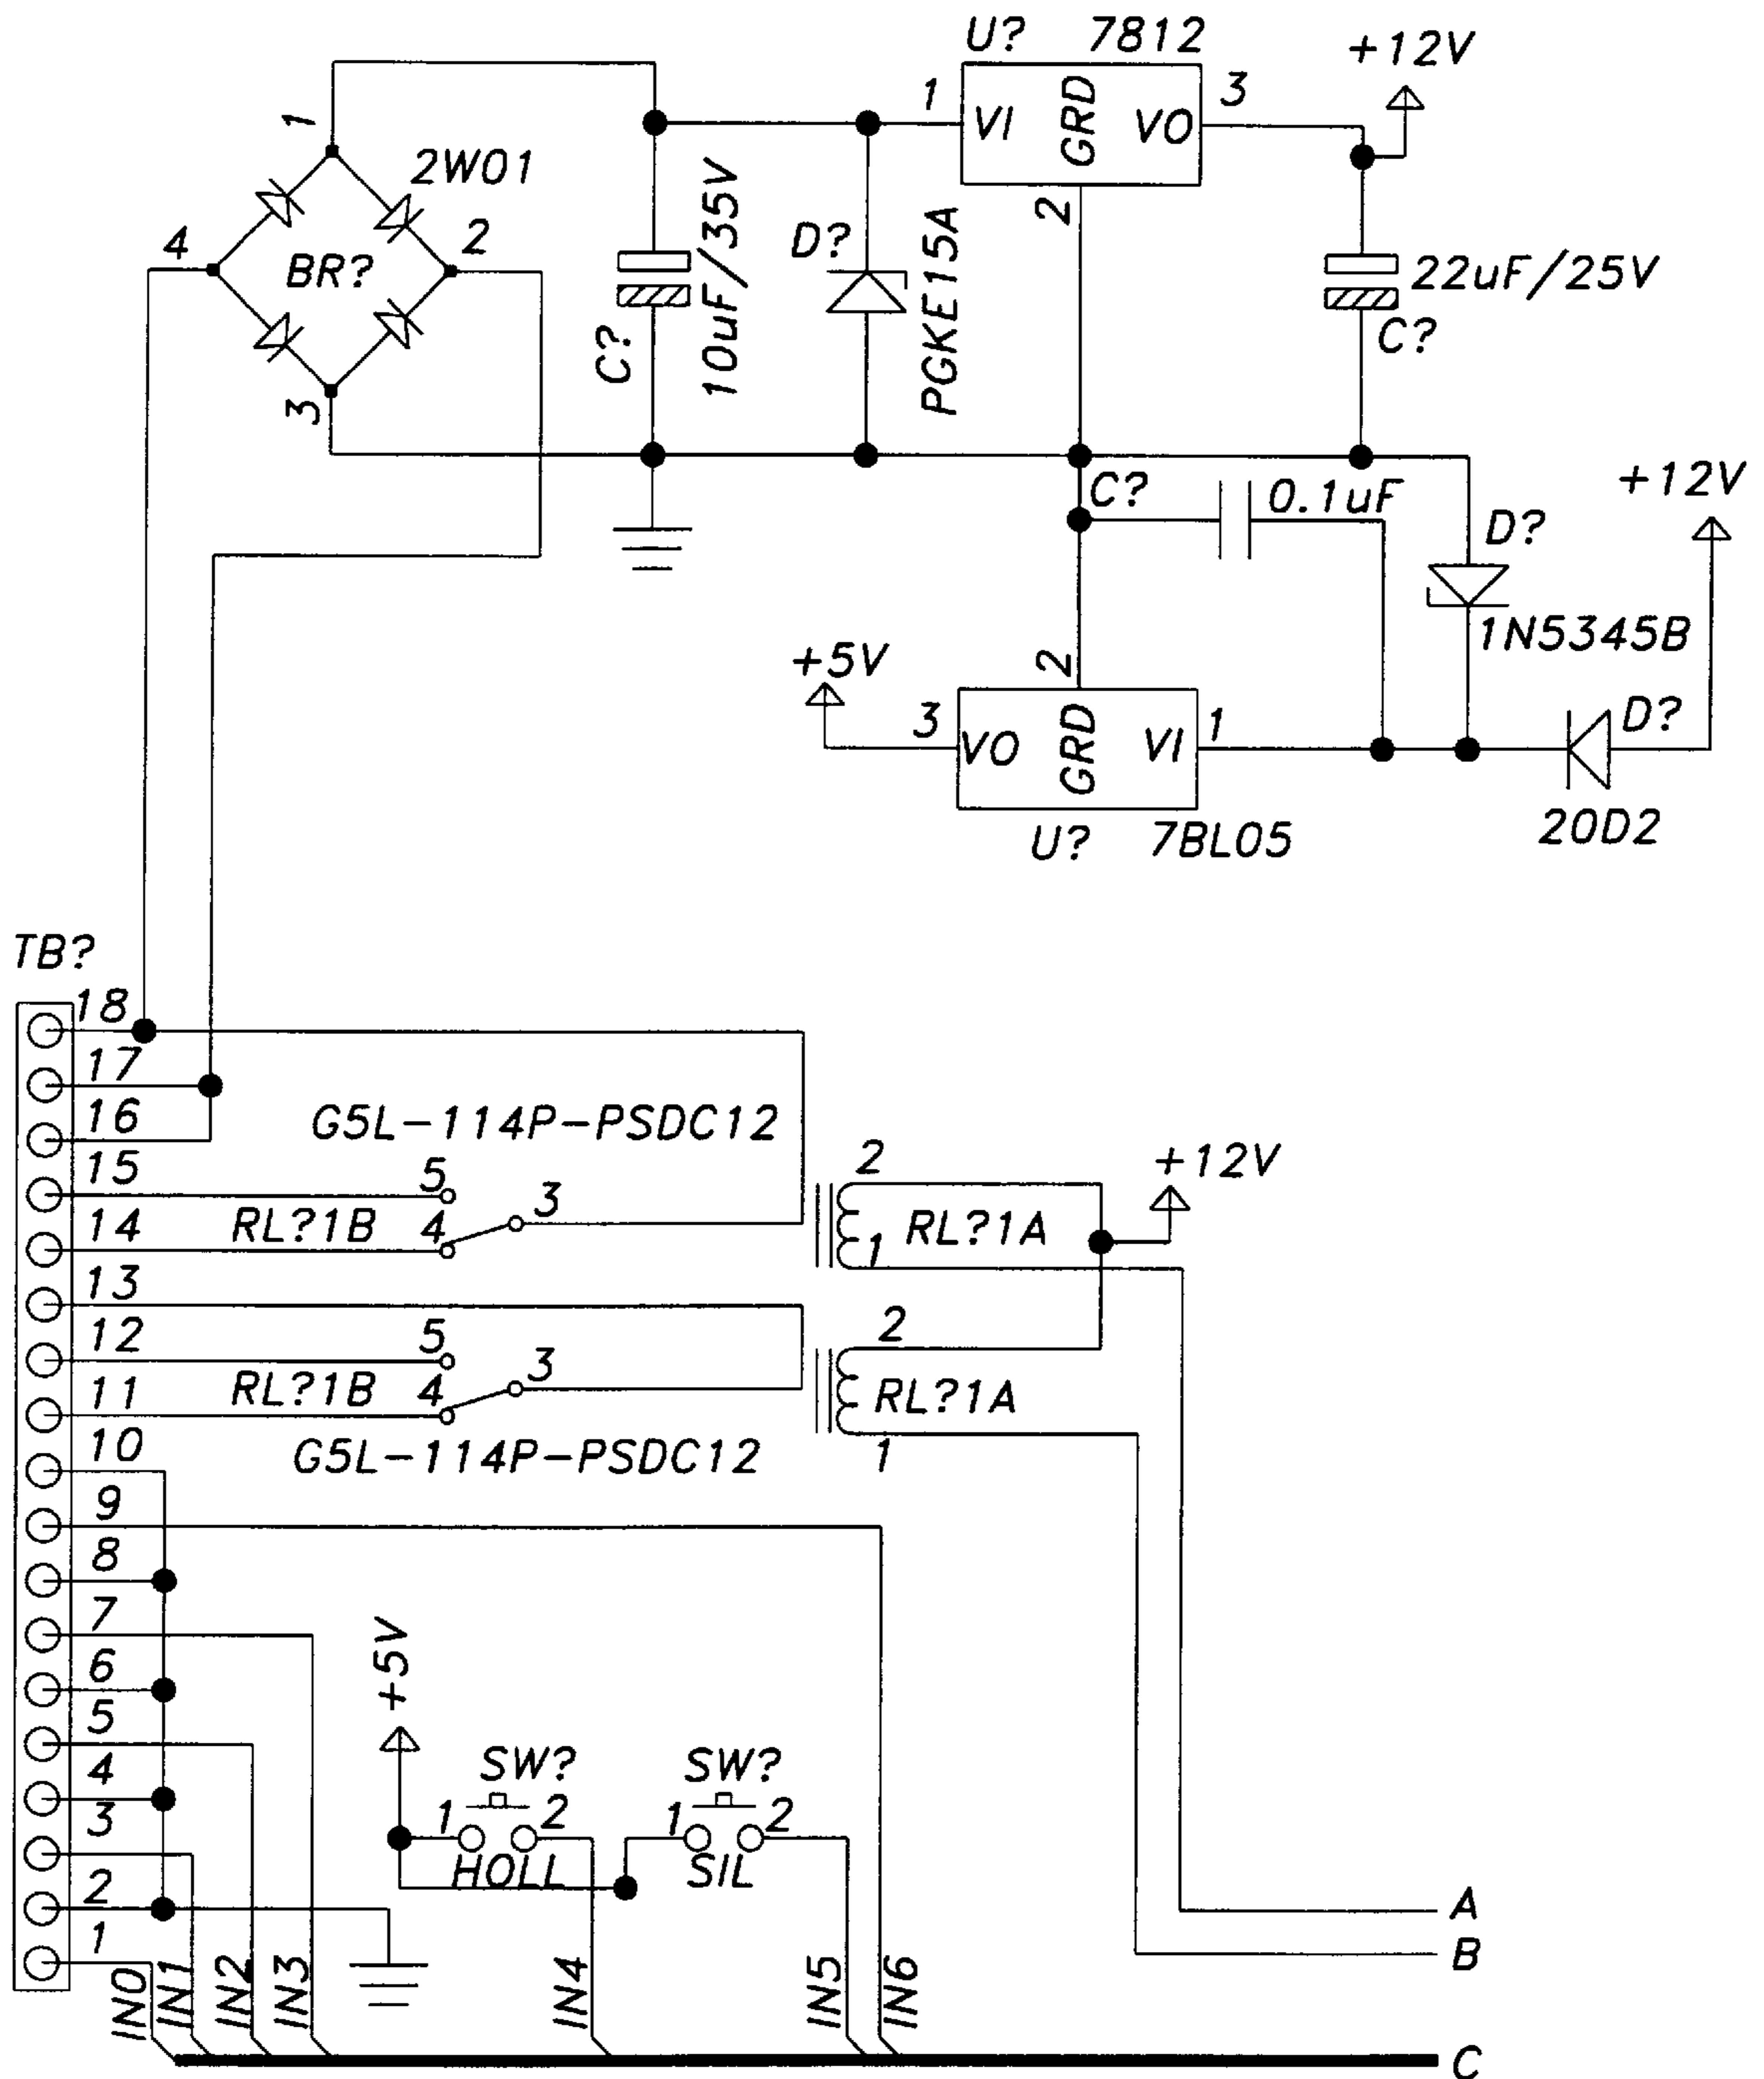 U? 7812
+12V
1
VI
GRD
VO
3
2
1
2W01
4
2
BR?
3
C?
10uF/35V
D?
PGKE15A
22uF/25V
C?
C?
0.1uF
+12V
D?
1N5345B
+5V
2
3
VO
GRD
VI
1
D?
U? 7BL05
20D2
TB?
18
17
16
G5L-114P-PSDC12
15
5
3
RL?1B
14
4
2
+12V
RL?1A
1
13
12
5
3
2
RL?1B
11
4
RL?1A
10
G5L-114P-PSDC12
1
9
8
7
6
+5V
5
SW?
SW?
4
1
2
1
2
3
HOLL
SIL
2
A
1
B
IN0
IN1
IN2
IN3
IN4
IN5
IN6
C